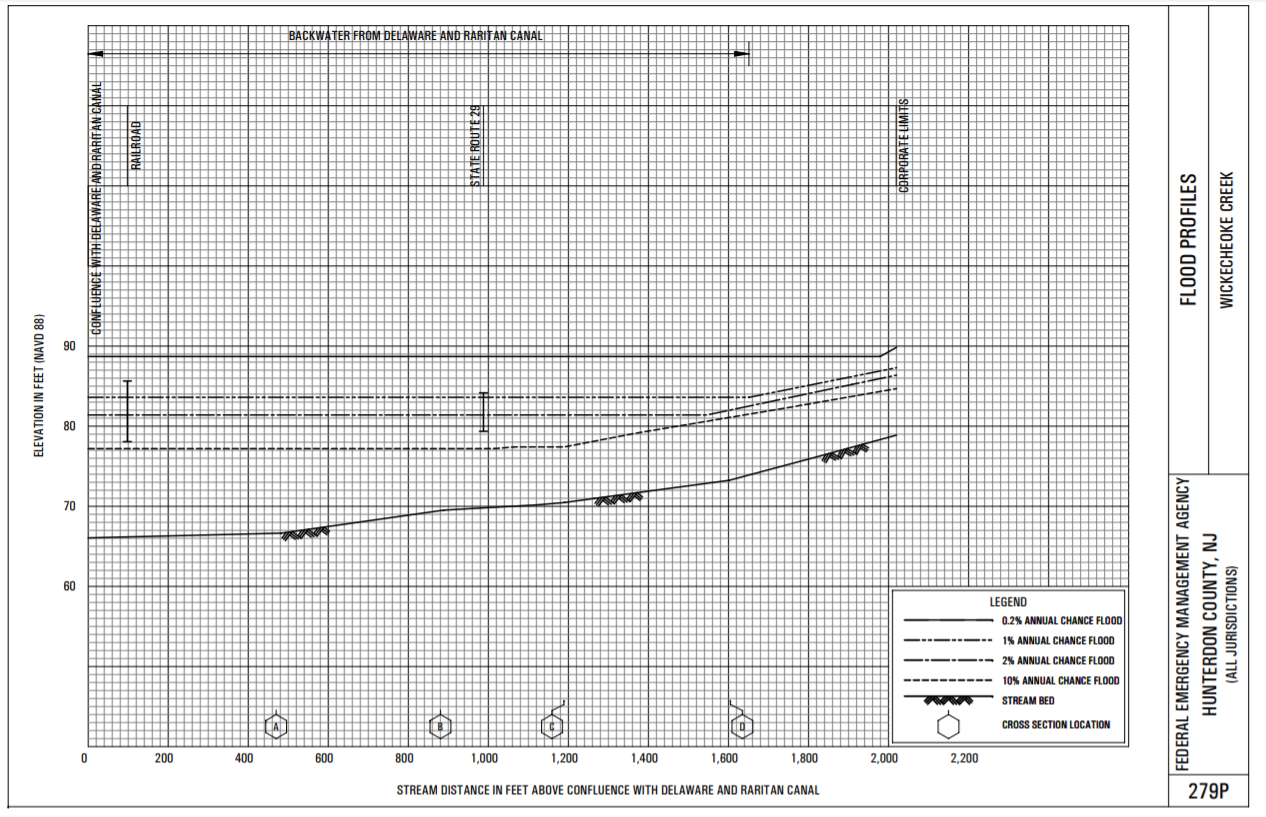 BACKWATER FROM DELAWARE AND RARITAN CANAL
CONFLUENCE WITH DELAWARE AND RARITAN CANAL
RAILROAD
STATE ROUTE 29
CORPORATE LIMITS
ELEVATION IN FEET (NAVD 88)
90
80
70
60
LEGEND
0.2% ANNUAL CHANCE FLOOD
1% ANNUAL CHANCE FLOOD
2% ANNUAL CHANCE FLOOD
10% ANNUAL CHANCE FLOOD
STREAM BED
CROSS SECTION LOCATION
A
B
C
D
0
200
400
600
800
1,000
1,200
1,400
1,600
1,800
2,000
2,200
STREAM DISTANCE IN FEET ABOVE CONFLUENCE WITH DELAWARE AND RARITAN CANAL
FLOOD PROFILES
WICKECHEOKE CREEK
FEDERAL EMERGENCY MANAGEMENT AGENCY
HUNTERDON COUNTY, NJ
(ALL JURISDICTIONS)
279P